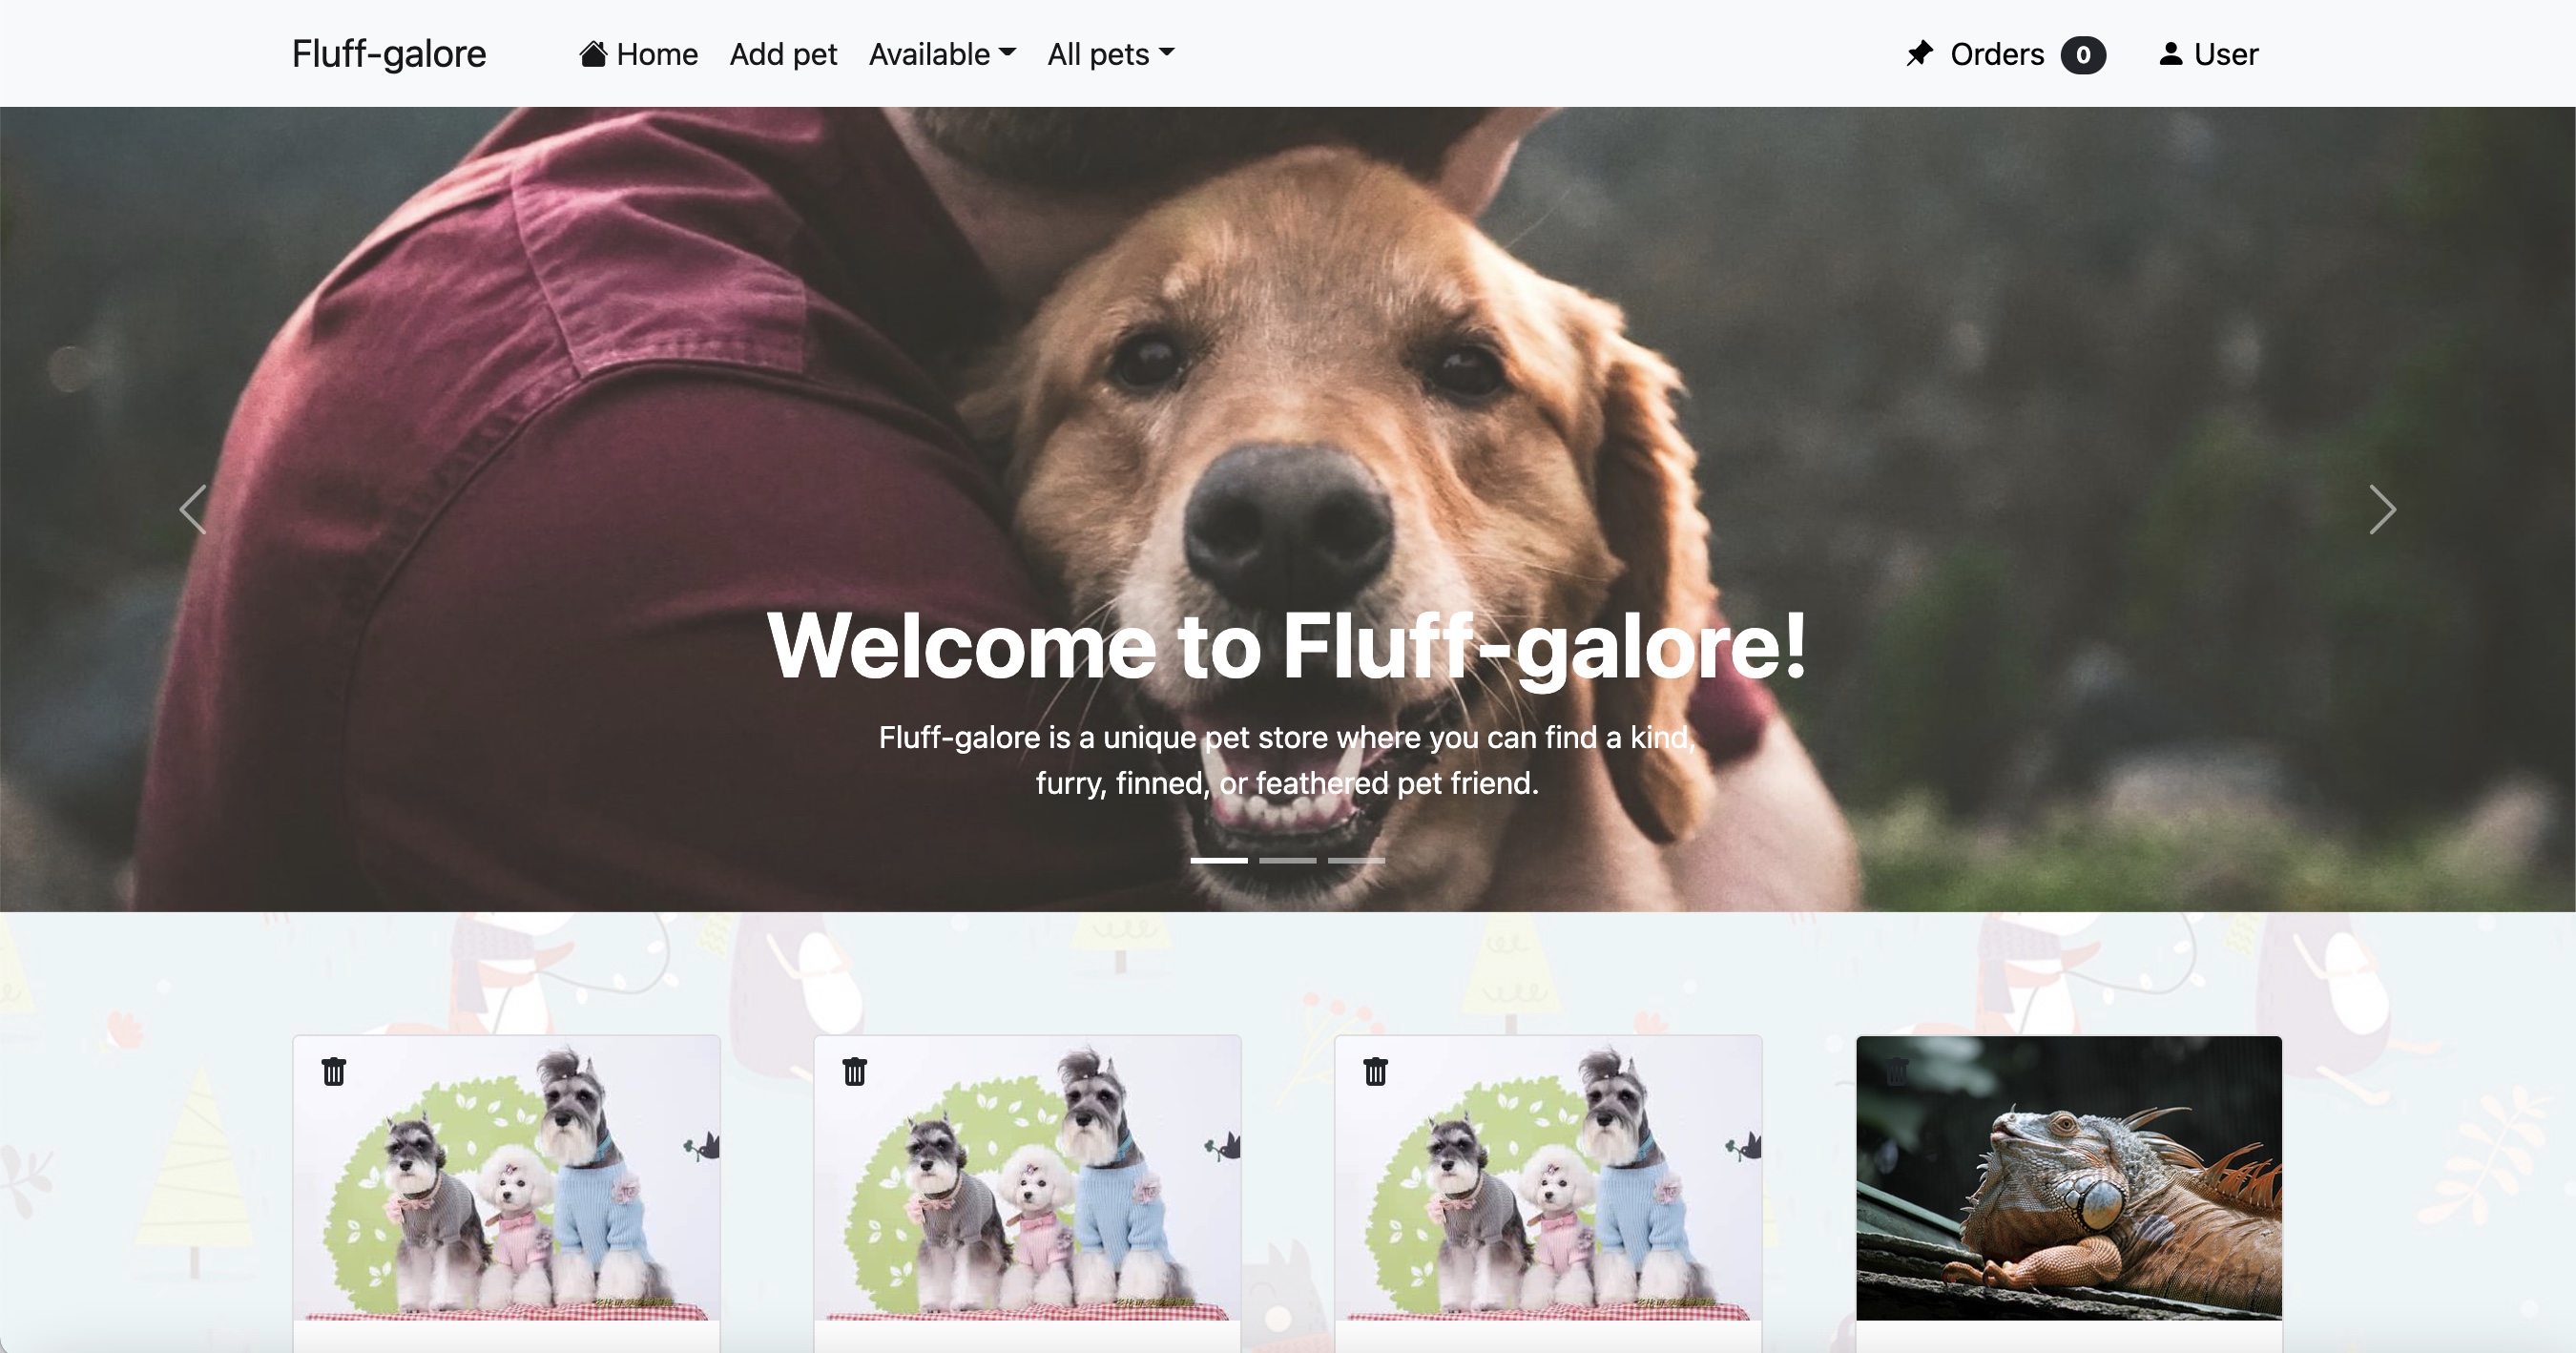 Fluff-galore
Home
Add pet
Available
All pets
Orders 0
User
Welcome to Fluff-galore!
Fluff-galore is a unique pet store where you can find a kind,
furry, finned, or feathered pet friend.